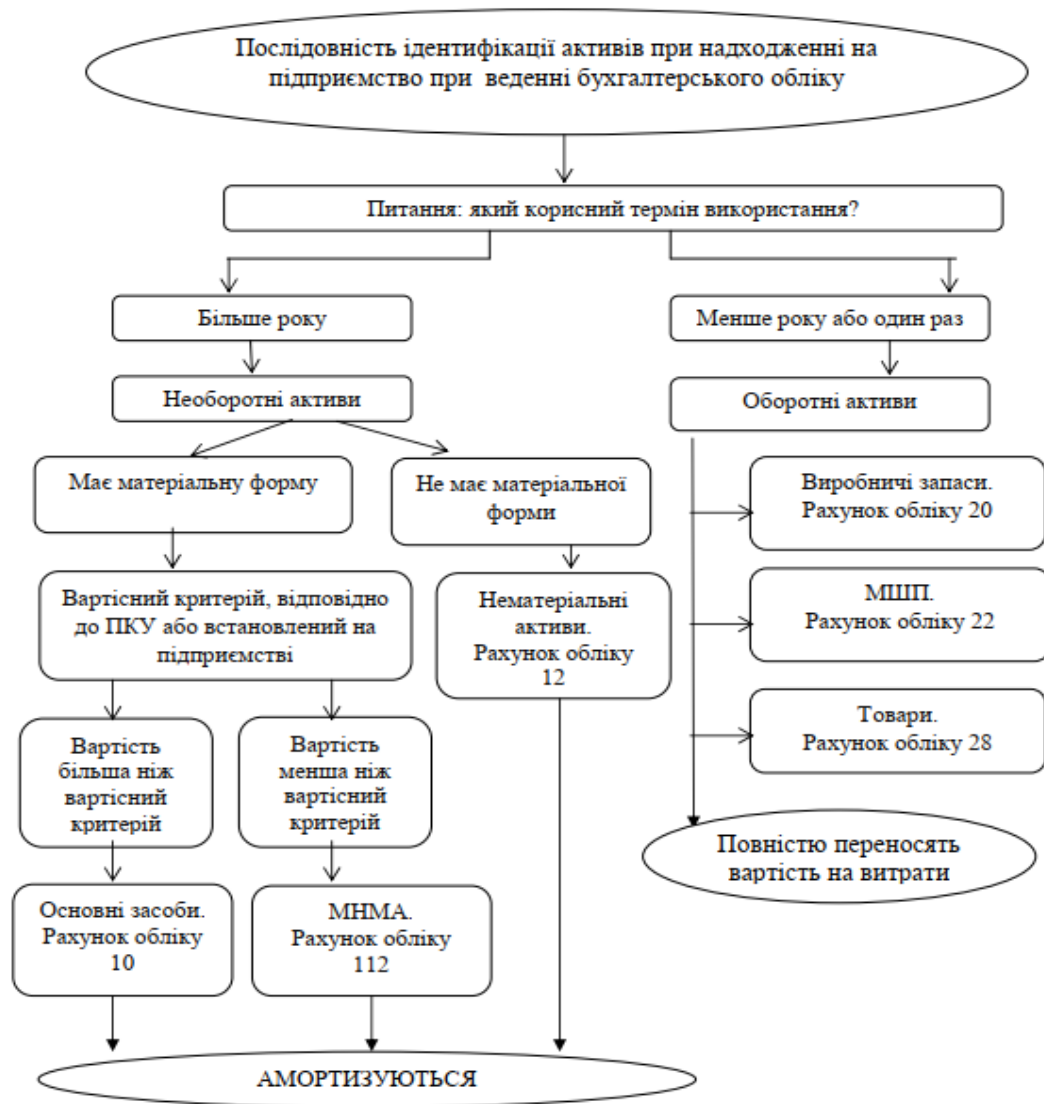 Послідовність ідентифікації активів при надходженні на
підприємство при веденні бухгалтерського обліку
Питання: який корисний термін використання?
Більше року
Менше року або один раз
Необоротні активи
Оборотні активи
Має матеріальну форму
Не має матеріальної
форми
Виробничі запаси.
Рахунок обліку 20
Вартісний критерій, відповідно
до ПКУ або встановлений на
підприємстві
Нематеріальні
активи.
Рахунок обліку
12
МШП.
Рахунок обліку 22
Товари.
Рахунок обліку 28
Вартість
більша ніж
вартісний
критерій
Вартість
менша ніж
вартісний
критерій
Повністю переносять
вартість на витрати
Основні засоби.
Рахунок обліку
10
МНМА.
Рахунок обліку
112
АМОРТИЗУЮТЬСЯ